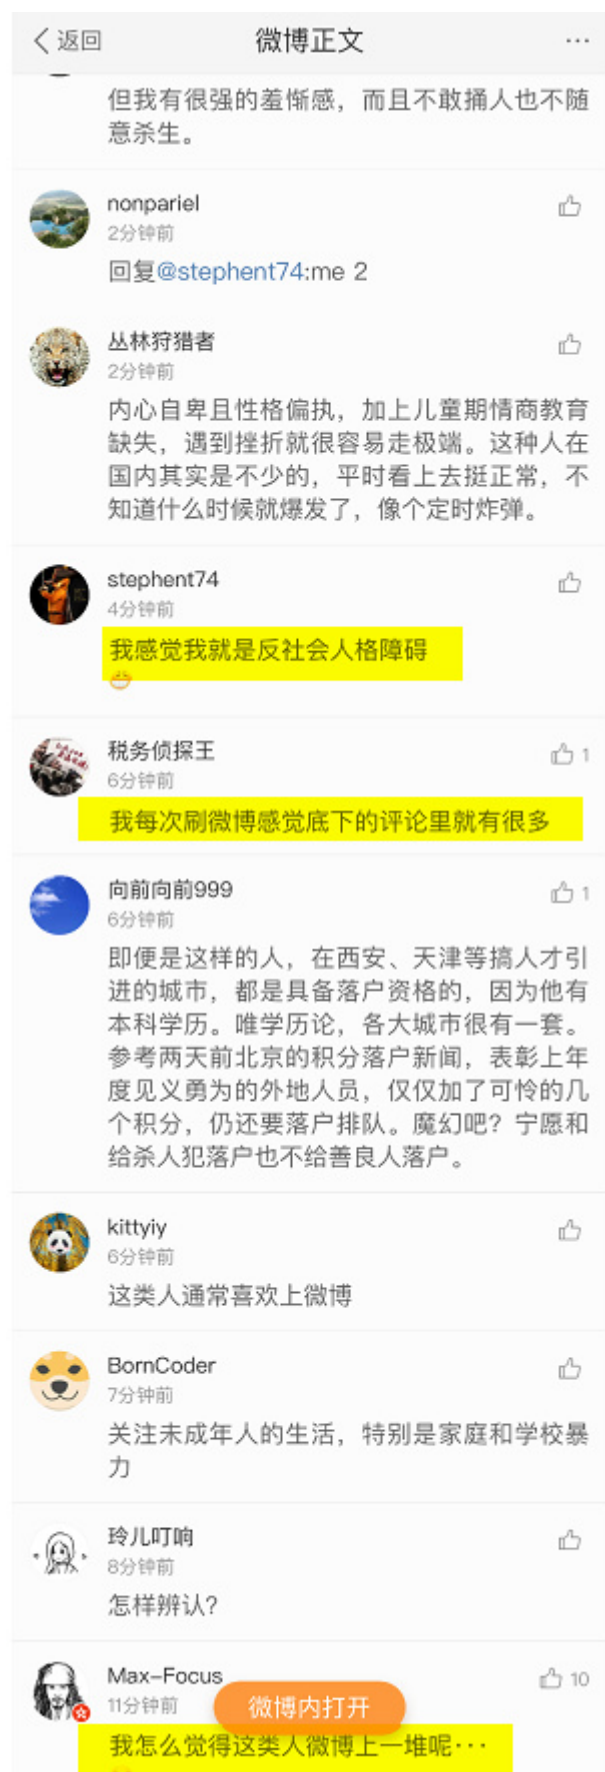 返回
微博正文
...
但我有很强的羞惭感，而且不敢捅人也不随
意杀生。
nonpariel
2分钟前
回复@stephent74:me 2
丛林狩猎者
2分钟前
内心自卑且性格偏执，加上儿童期情商教育
缺失，遇到挫折就很容易走极端。这种人在
国内其实是不少的，平时看上去挺正常，不
知道什么时候就爆发了，像个定时炸弹。
stephent74
4分钟前
我感觉我就是反社会人格障碍
税务侦探王
1
6分钟前
我每次刷微博感觉底下的评论里就有很多
向前向前999
1
6分钟前
即便是这样的人，在西安、天津等搞人才引
进的城市，都是具备落户资格的，因为他有
本科学历。唯学历论，各大城市很有一套。
参考两天前北京的积分落户新闻，表彰上年
度见义勇为的外地人员，仅仅加了可怜的几
个积分，仍还要落户排队。魔幻吧？宁愿和
给杀人犯落户也不给善良人落户。
kittyiy
6分钟前
这类人通常喜欢上微博
BornCoder
7分钟前
关注未成年人的生活，特别是家庭和学校暴
力
玲儿叮响
8分钟前
怎样辨认？
Max-Focus
10
11分钟前
微博内打开
我怎么觉得这类人微博上一堆呢···